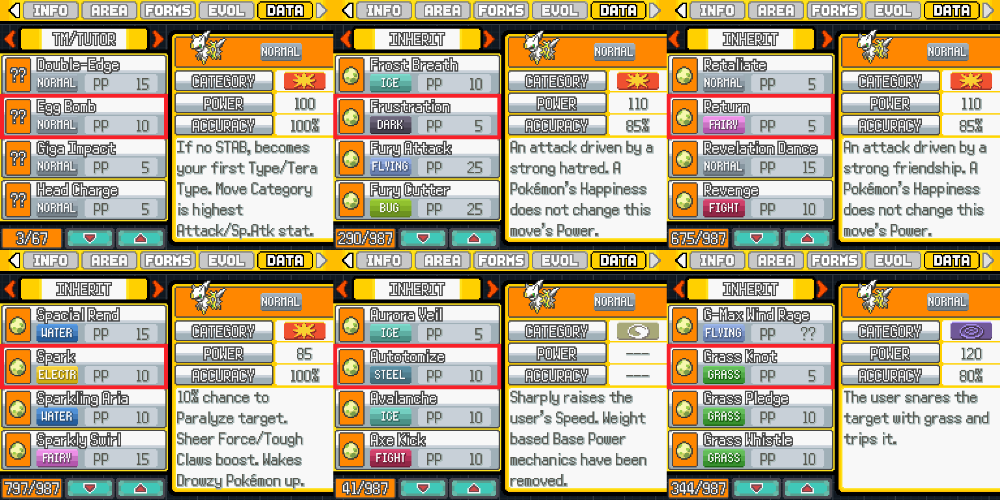 INFO AREA FORMS EVOL DATA
TM/TUTOR
NORMAL
Double-Edge
NORMAL PP 15
?? Egg Bomb
NORMAL PP 10
?? Giga Impact
NORMAL PP 5
?? Head Charge
NORMAL PP 5
??
3/67
CATEGORY
POWER 100
ACCURACY 100%
If no STAB, becomes
your first Type/Tera
Type. Move Category
is highest
Attack/Sp.Atk stat.
INFO AREA FORMS EVOL DATA
INHERIT
NORMAL
Frost Breath
ICE PP 10
Frustration
DARK PP 5
Fury Attack
FLYING PP 25
Fury Cutter
BUG PP 25
290/987
CATEGORY
POWER 110
ACCURACY 85%
An attack driven by a
strong hatred. A
Pokémon's Happiness
does not change this
move's Power.
INFO AREA FORMS EVOL DATA
INHERIT
NORMAL
Retaliate
NORMAL PP 5
Return
FAIRY PP 5
Revelation Dance
NORMAL PP 15
Revenge
FIGHT PP 10
675/987
CATEGORY
POWER 110
ACCURACY 85%
An attack driven by a
strong friendship. A
Pokémon's Happiness
does not change this
move's Power.
INFO AREA FORMS EVOL DATA
INHERIT
NORMAL
Spacial Rend
WATER PP 15
Spark
ELECTR PP 10
Sparkling Aria
WATER PP 10
Sparkly Swirl
FAIRY PP 15
797/987
CATEGORY
POWER 85
ACCURACY 100%
10% chance to
Paralyze target.
Sheer Force/Tough
Claws boost. Wakes
Drowzy Pokémon up.
INFO AREA FORMS EVOL DATA
INHERIT
NORMAL
Aurora Veil
ICE PP 5
Autotomize
STEEL PP 10
Avalanche
ICE PP 10
Axe Kick
FIGHT PP 10
41/987
CATEGORY
POWER ---
ACCURACY ---
Sharply raises the
user's Speed. Weight
based Base Power
mechanics have been
removed.
INFO AREA FORMS EVOL DATA
INHERIT
NORMAL
G-Max Wind Rage
FLYING PP ??
Grass Knot
GRASS PP 5
Grass Pledge
GRASS PP 10
Grass Whistle
GRASS PP 10
344/987
CATEGORY
POWER 120
ACCURACY 80%
The user snares the
target with grass and
trips it.